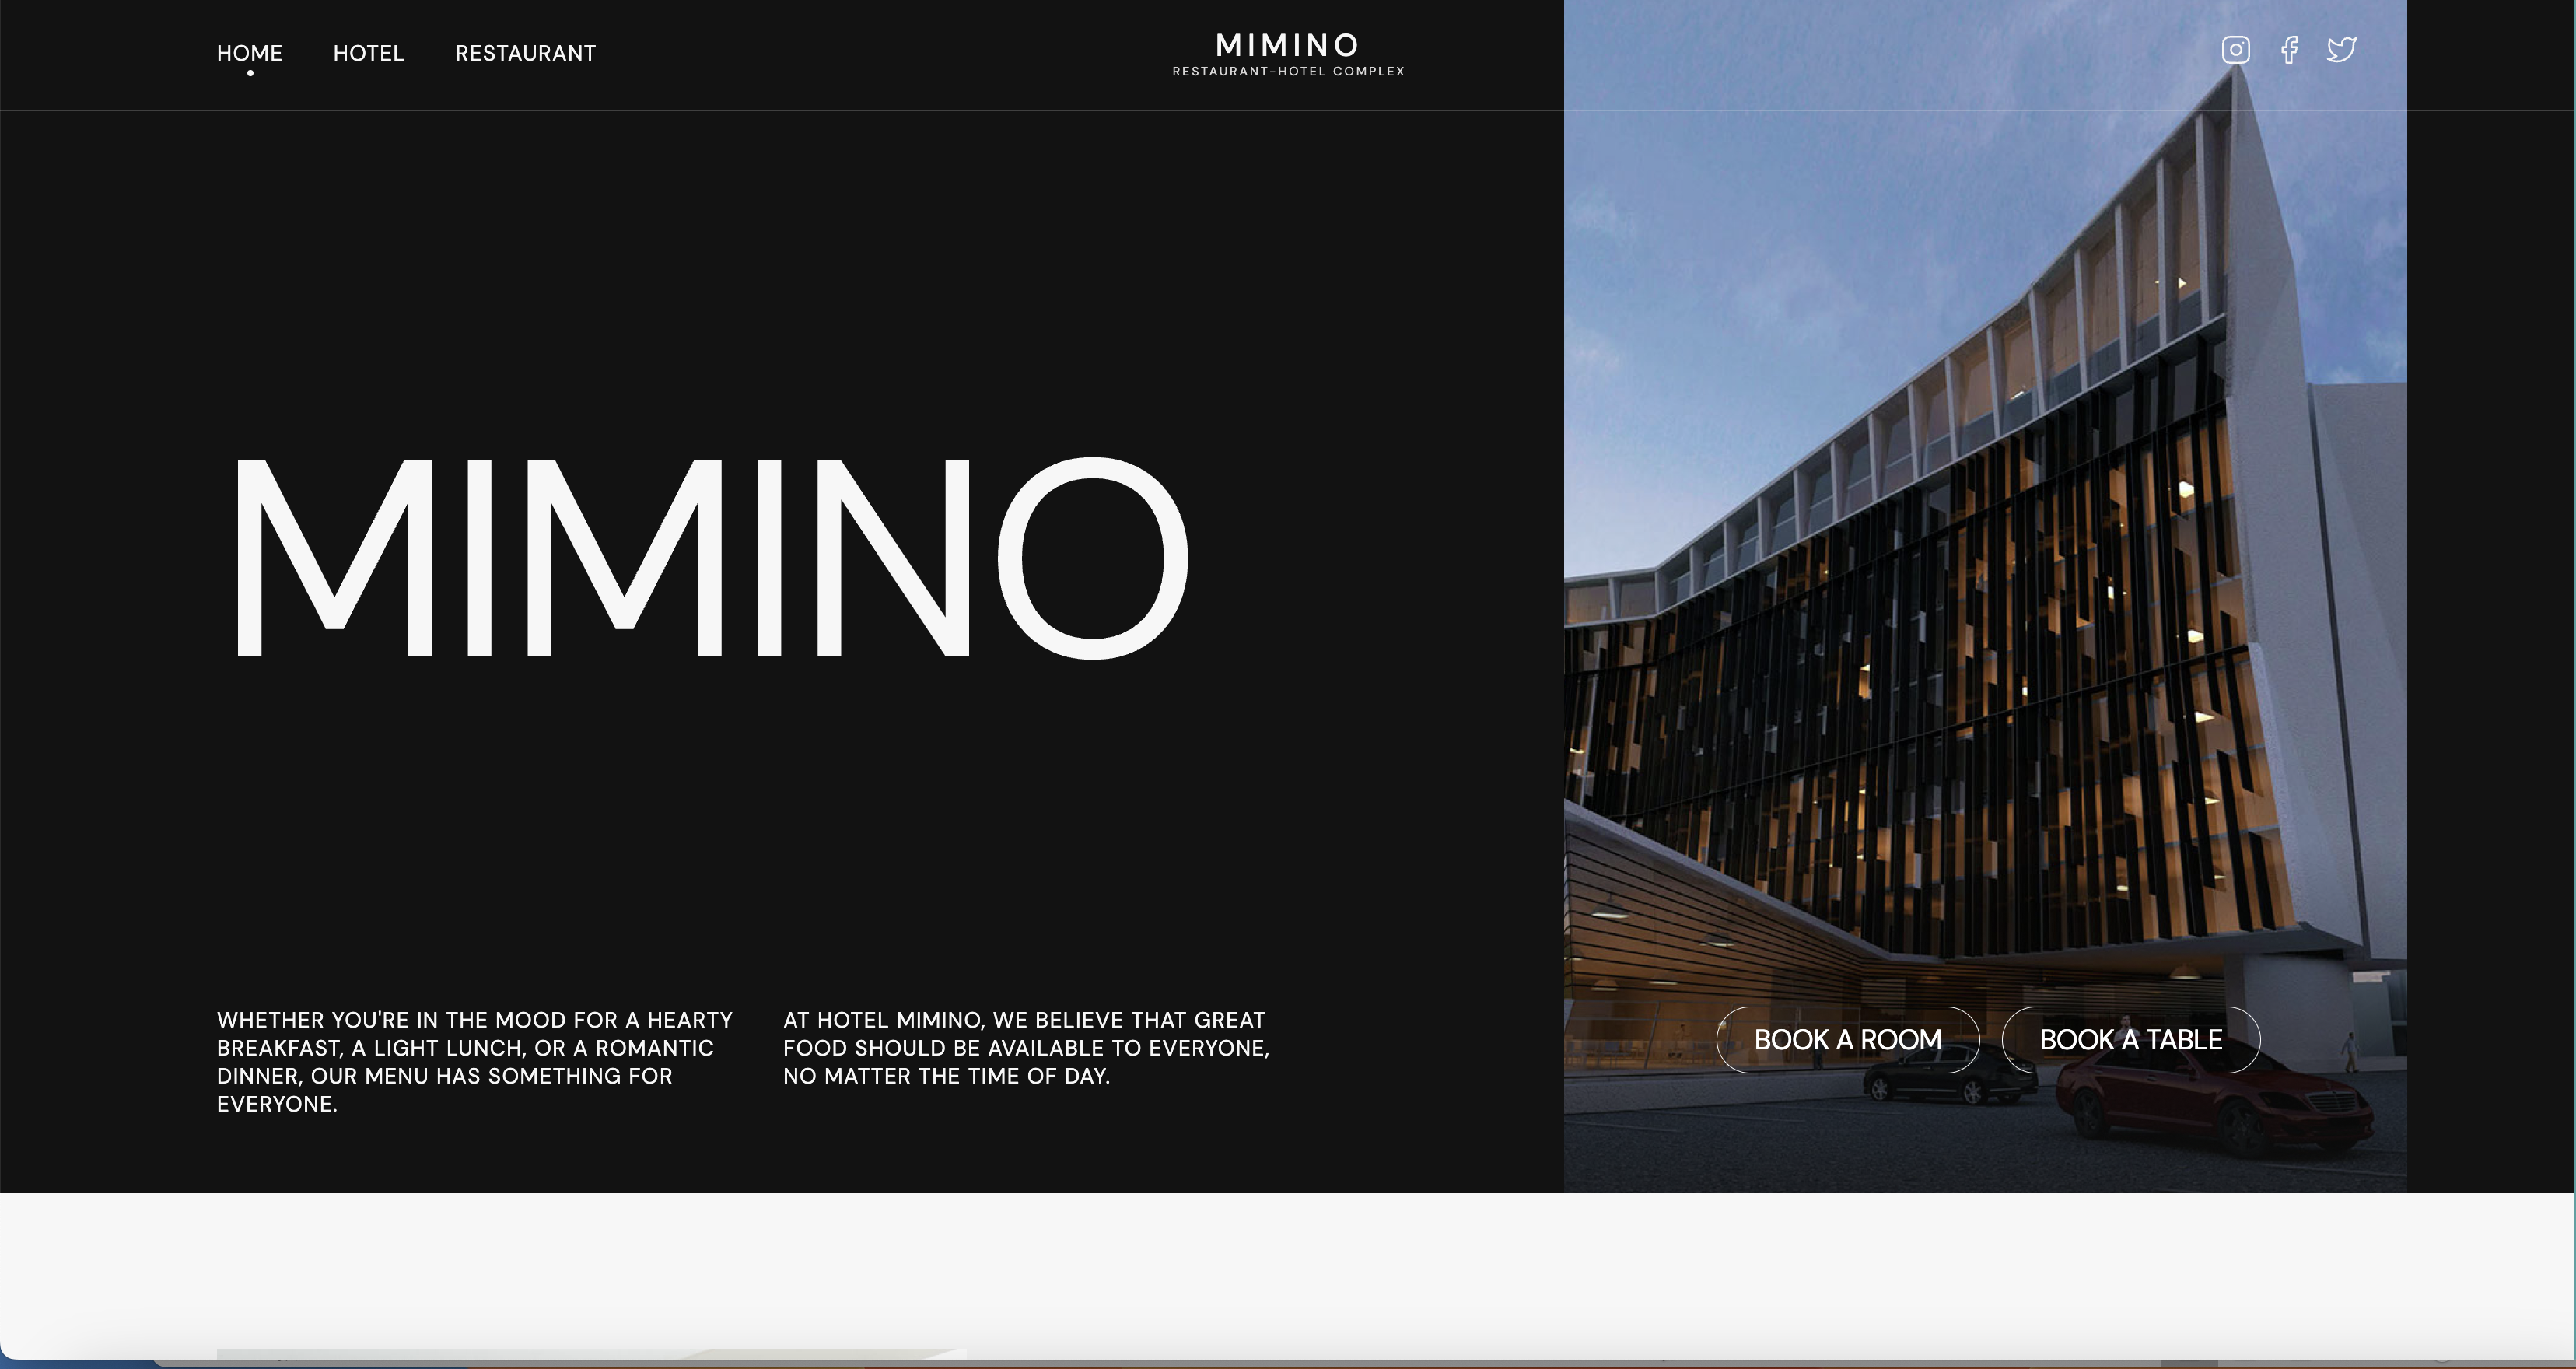 HOME
HOTEL
RESTAURANT
MIMINO
RESTAURANT-HOTEL COMPLEX
MIMINO
WHETHER YOU'RE IN THE MOOD FOR A HEARTY
BREAKFAST, A LIGHT LUNCH, OR A ROMANTIC
DINNER, OUR MENU HAS SOMETHING FOR
EVERYONE.
AT HOTEL MIMINO, WE BELIEVE THAT GREAT
FOOD SHOULD BE AVAILABLE TO EVERYONE,
NO MATTER THE TIME OF DAY.
BOOK A ROOM
BOOK A TABLE